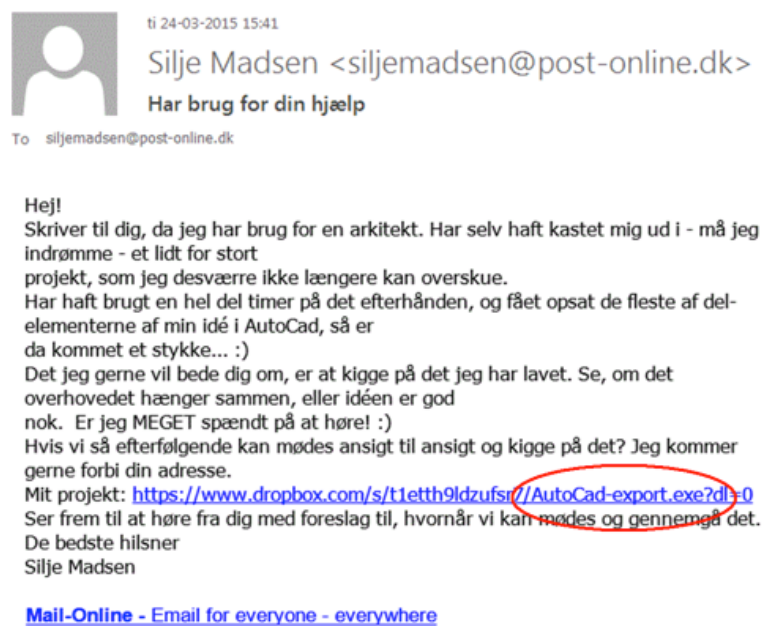 ti 24-03-2015 15:41
Silje Madsen <siljemadsen@post-online.dk>
Har brug for din hjælp
To siljemadsen@post-online.dk
Hej!
Skriver til dig, da jeg har brug for en arkitekt. Har selv haft kastet mig ud i - må jeg
indrømme - et lidt for stort
projekt, som jeg desværre ikke længere kan overskue.
Har haft brugt en hel del timer på det efterhånden, og fået opsat de fleste af del-
elementerne af min idé i AutoCad, så er
da kommet et stykke... :)
Det jeg gerne vil bede dig om, er at kigge på det jeg har lavet. Se, om det
overhovedet hænger sammen, eller idéen er god
nok. Er jeg MEGET spændt på at høre! :)
Hvis vi så efterfølgende kan mødes ansigt til ansigt og kigge på det? Jeg kommer
gerne forbi din adresse.
Mit projekt: https://www.dropbox.com/s/t1etth9ldzufsr7/AutoCad-export.exe?dl=0
Ser frem til at høre fra dig med foreslag til, hvornår vi kan mødes og gennemgå det.
De bedste hilsner
Silje Madsen
Mail-Online - Email for everyone - everywhere